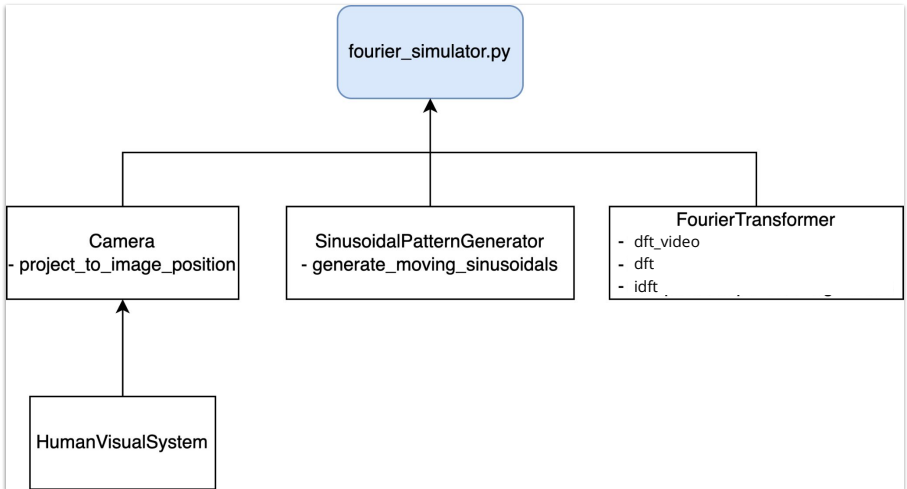 fourier_simulator.py
Camera
- project_to_image_position
SinusoidalPatternGenerator
- generate_moving_sinusoidals
FourierTransformer
- dft_video
- dft
- idft
HumanVisualSystem